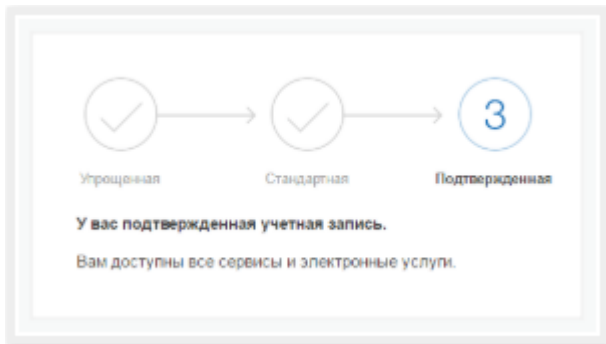 3
Упрощенная Стандартная Подтвержденная
У вас подтвержденная учетная запись.
Вам доступны все сервисы и электронные услуги.